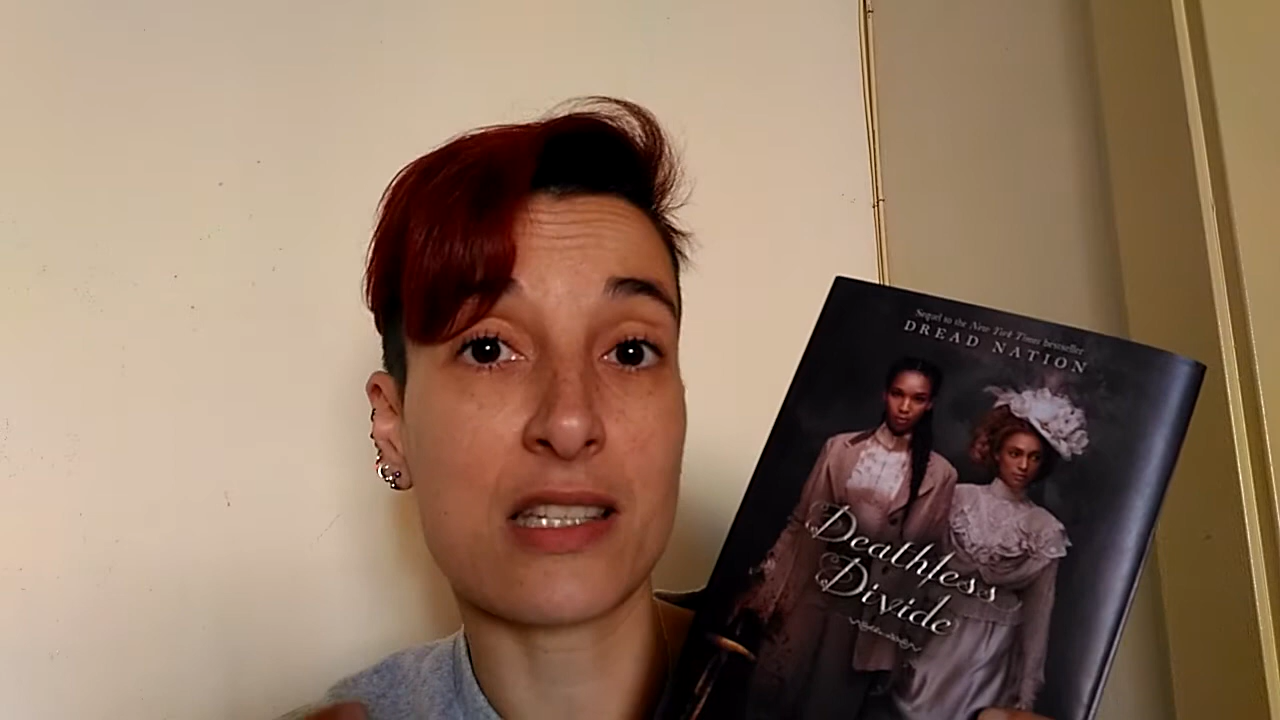 Sequel to the New York Times bestseller
DREAD NATION
Deathless
Divide